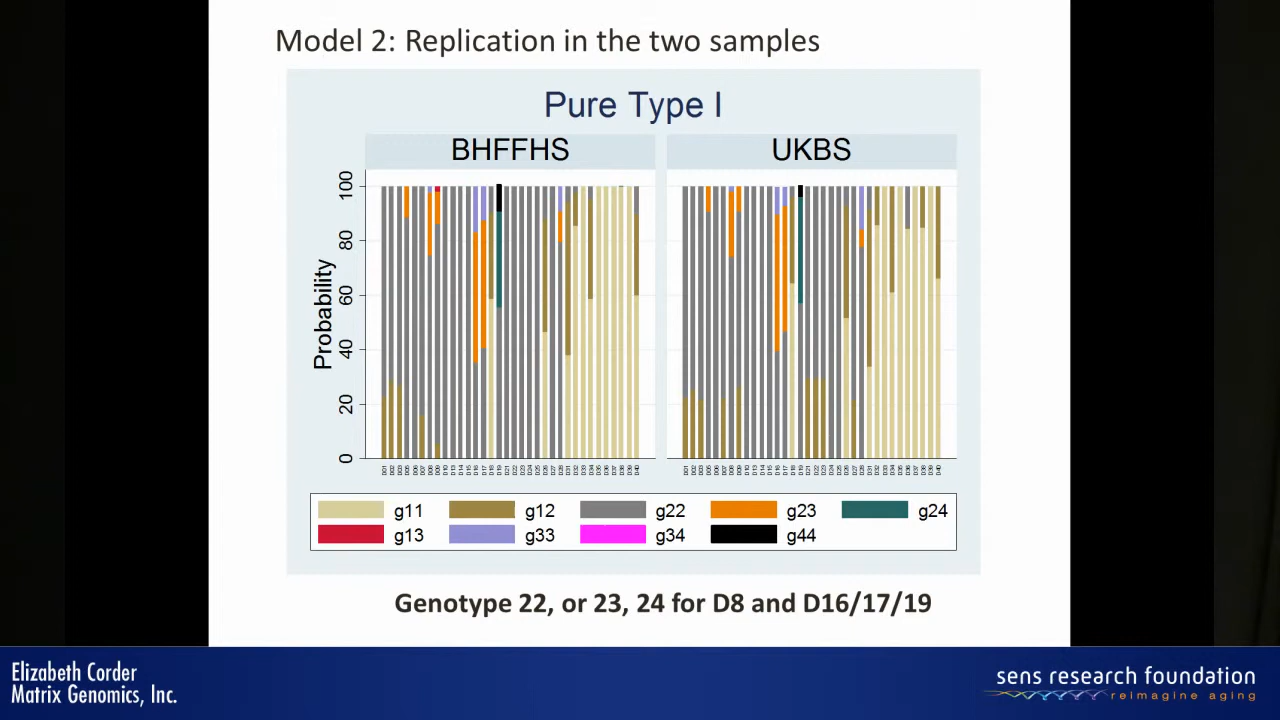 Model 2: Replication in the two samples
Pure Type I
BHFFHS UKBS
Probability
100
80
60
40
20
0
g11 g12 g22 g23 g24
g13 g33 g34 g44
Genotype 22, or 23, 24 for D8 and D16/17/19
Elizabeth Corder
Matrix Genomics, Inc.
sens research foundation
reimagine aging